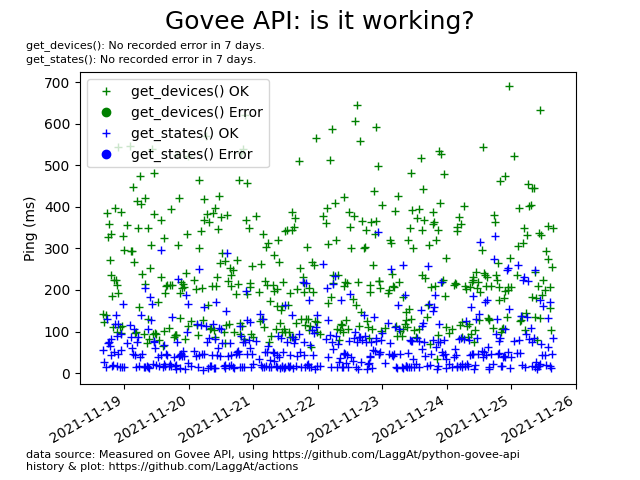 Govee API: is it working?
get_devices(): No recorded error in 7 days.
get_states(): No recorded error in 7 days.
get_devices() OK
get_devices() Error
get_states() OK
get_states() Error
Ping (ms)
700
600
500
400
300
200
100
0
2021-11-19
2021-11-20
2021-11-21
2021-11-22
2021-11-23
2021-11-24
2021-11-25
2021-11-26
data source: Measured on Govee API, using https://github.com/LaggAt/python-govee-api
history & plot: https://github.com/LaggAt/actions